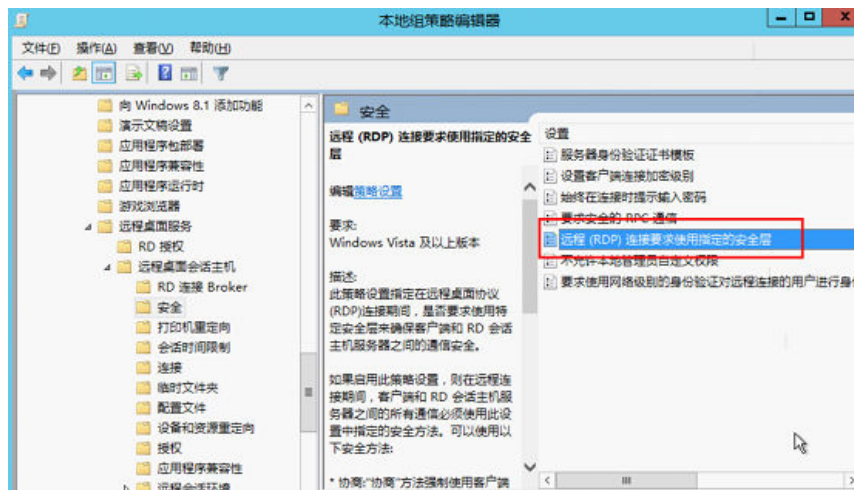 本地组策略编辑器
文件(F) 操作(A) 查看(V) 帮助(H)
向 Windows 8.1 添加功能
演示文稿设置
应用程序包部署
应用程序兼容性
应用程序运行时
游戏浏览器
远程桌面服务
RD 授权
远程桌面会话主机
RD 连接 Broker
安全
打印机重定向
会话时间限制
连接
临时文件夹
配置文件
设备和资源重定向
授权
应用程序兼容性
远程会话环境
安全
远程 (RDP) 连接要求使用指定的安全
层
编辑策略设置
要求:
Windows Vista 及以上版本
描述:
此策略设置指定在远程桌面协议
(RDP)连接期间，是否要求使用特
定安全层来确保客户端和 RD 会话
主机服务器之间的通信安全。
如果启用此策略设置，则在远程连
接期间，客户端和 RD 会话主机服
务器之间的所有通信必须使用此设
置中指定的安全方法。可以使用以
下安全方法:
* 协商:“协商”方法强制使用客户端
设置
服务器身份验证证书模板
设置客户端连接加密级别
始终在连接时提示输入密码
要求安全的 RPC 通信
远程 (RDP) 连接要求使用指定的安全层
不允许本地管理员自定义权限
要求使用网络级别的身份验证对远程连接的用户进行身份